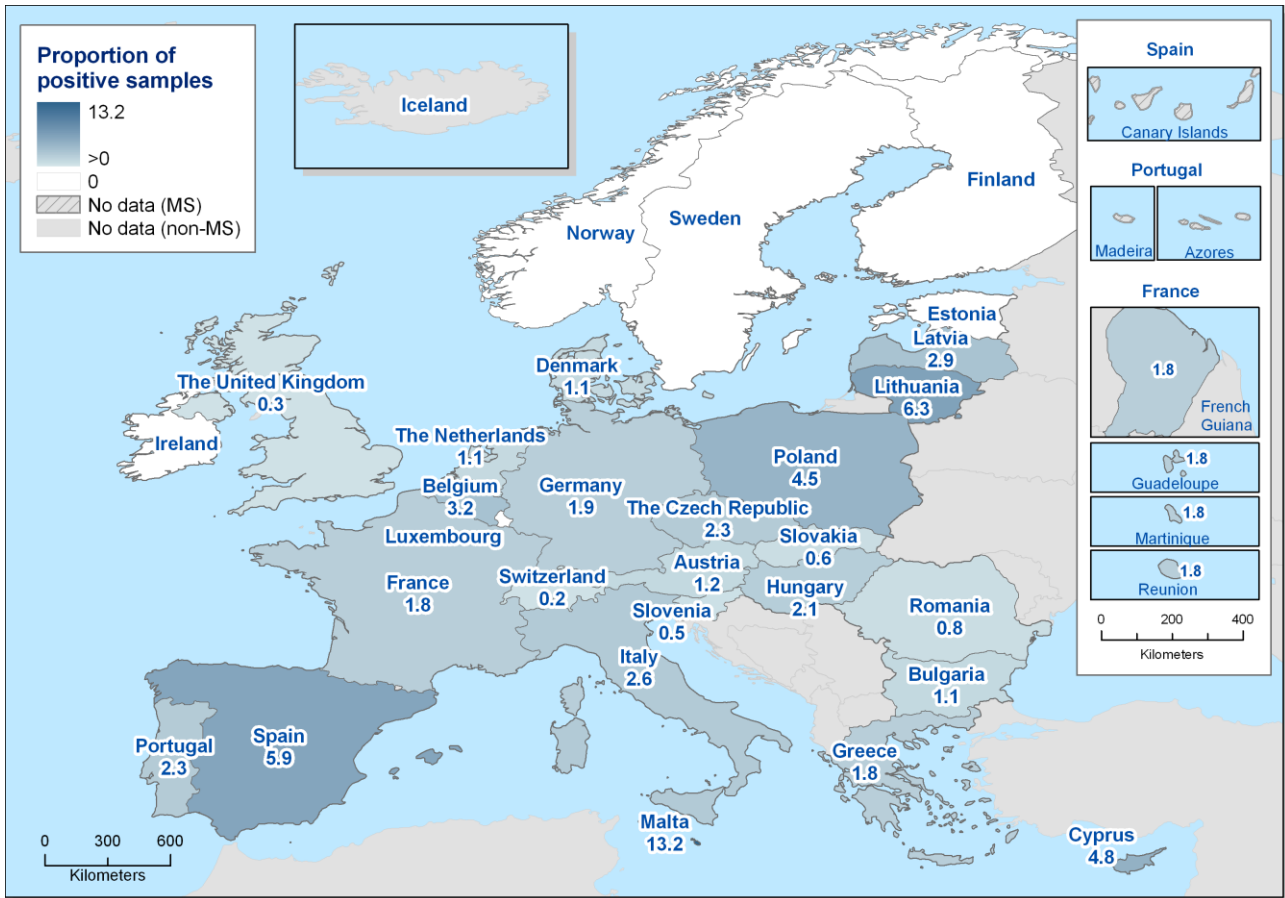 Proportion of
positive samples
13.2
>0
0
No data (MS)
No data (non-MS)
Iceland
Norway
Sweden
Finland
Estonia
Latvia
2.9
Lithuania
6.3
Denmark
1.1
The United Kingdom
0.3
Ireland
The Netherlands
1.1
Belgium
3.2
Luxembourg
Germany
1.9
Poland
4.5
The Czech Republic
2.3
Slovakia
0.6
Austria
1.2
Hungary
2.1
Switzerland
0.2
France
1.8
Slovenia
0.5
Romania
0.8
Italy
2.6
Bulgaria
1.1
Portugal
2.3
Spain
5.9
Greece
1.8
Malta
13.2
Cyprus
4.8
0 300 600
Kilometers
Spain
Canary Islands
Portugal
Madeira
Azores
France
1.8
French
Guiana
1.8
Guadeloupe
1.8
Martinique
1.8
Reunion
0 200 400
Kilometers